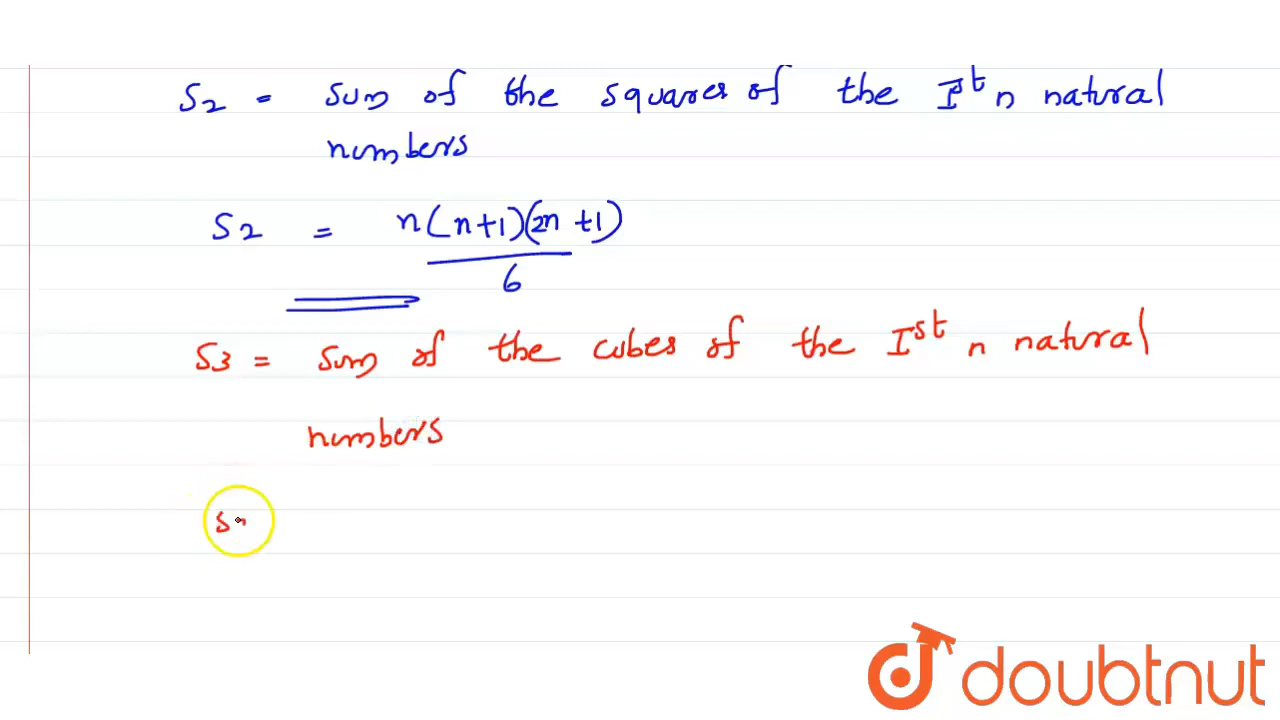 S2 = sum of the squares of the Ist n natural
numbers
S2 = n(n+1)(2n+1)
6
S3 = sum of the cubes of the Ist n natural
numbers
S
doubtnut